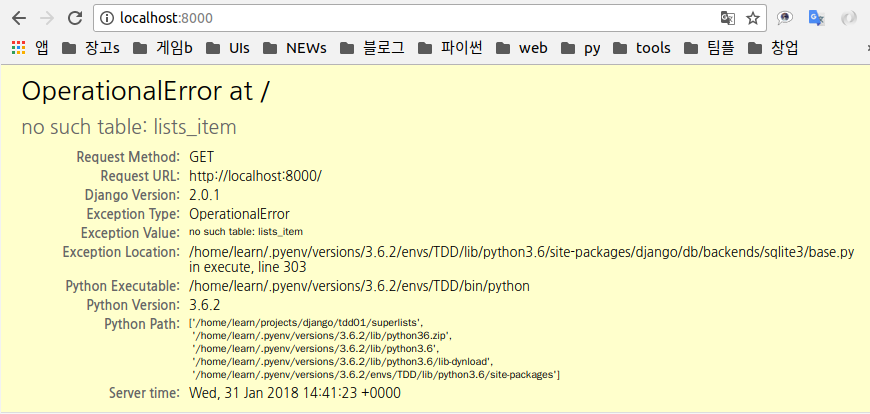 localhost:8000
앱 장고s 게임b UIs NEWs 블로그 파이썬 web py tools 팀플 창업 »
OperationalError at /
no such table: lists_item
Request Method: GET
Request URL: http://localhost:8000/
Django Version: 2.0.1
Exception Type: OperationalError
Exception Value: no such table: lists_item
Exception Location: /home/learn/.pyenv/versions/3.6.2/envs/TDD/lib/python3.6/site-packages/django/db/backends/sqlite3/base.py
in execute, line 303
Python Executable: /home/learn/.pyenv/versions/3.6.2/envs/TDD/bin/python
Python Version: 3.6.2
Python Path: ['/home/learn/projects/django/tdd01/superlists',
'/home/learn/.pyenv/versions/3.6.2/lib/python36.zip',
'/home/learn/.pyenv/versions/3.6.2/lib/python3.6',
'/home/learn/.pyenv/versions/3.6.2/lib/python3.6/lib-dynload',
'/home/learn/.pyenv/versions/3.6.2/envs/TDD/lib/python3.6/site-packages']
Server time: Wed, 31 Jan 2018 14:41:23 +0000